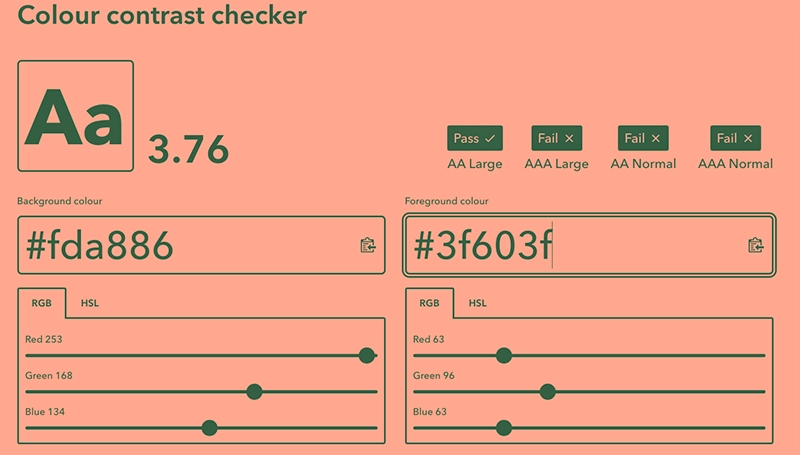 Colour contrast checker
Aa
3.76
Pass ✓ Fail ✕ Fail ✕ Fail ✕
AA Large AAA Large AA Normal AAA Normal
Background colour Foreground colour
#fda886 #3f603f
RGB HSL RGB HSL
Red 253 Red 63
Green 168 Green 96
Blue 134 Blue 63